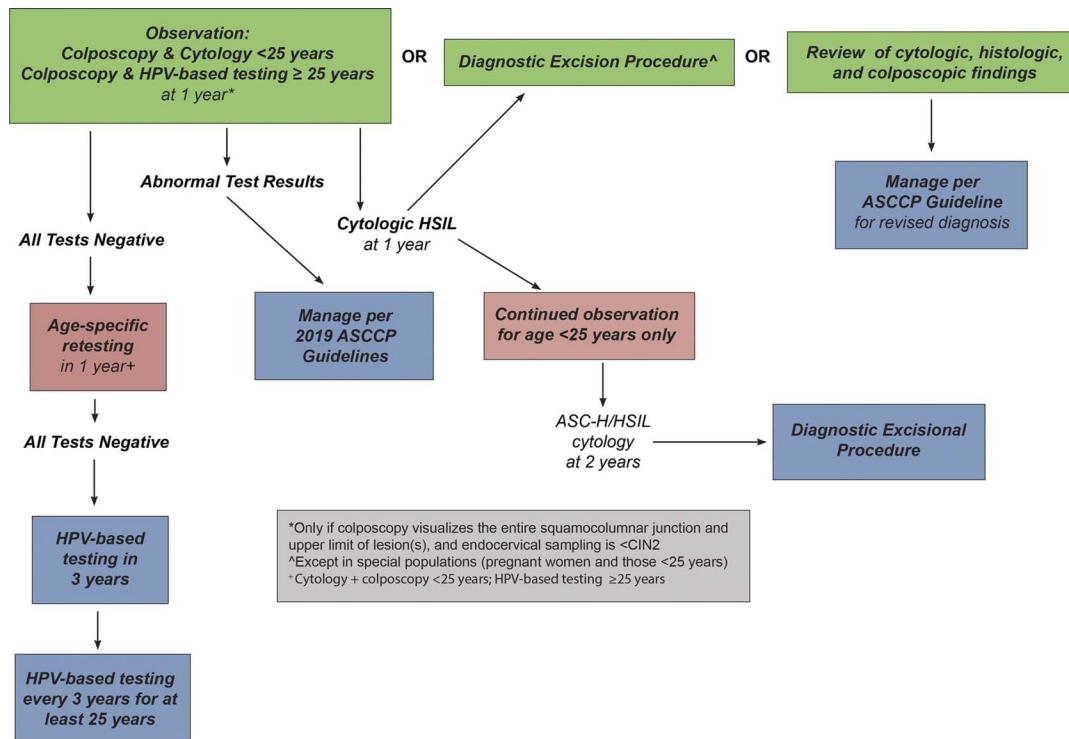 Observation:
Colposcopy & Cytology <25 years
Colposcopy & HPV-based testing ≥ 25 years
at 1 year*
OR
Diagnostic Excision Procedure^
OR
Review of cytologic, histologic,
and colposcopic findings
Abnormal Test Results
Manage per
ASCCP Guideline
for revised diagnosis
All Tests Negative
Cytologic HSIL
at 1 year
Age-specific
retesting
in 1 year+
Manage per
2019 ASCCP
Guidelines
Continued observation
for age <25 years only
All Tests Negative
ASC-H/HSIL
cytology
at 2 years
Diagnostic Excisional
Procedure
HPV-based
testing in
3 years
*Only if colposcopy visualizes the entire squamocolumnar junction and
upper limit of lesion(s), and endocervical sampling is <CIN2
^Except in special populations (pregnant women and those <25 years)
+Cytology + colposcopy <25 years; HPV-based testing ≥25 years
HPV-based testing
every 3 years for at
least 25 years